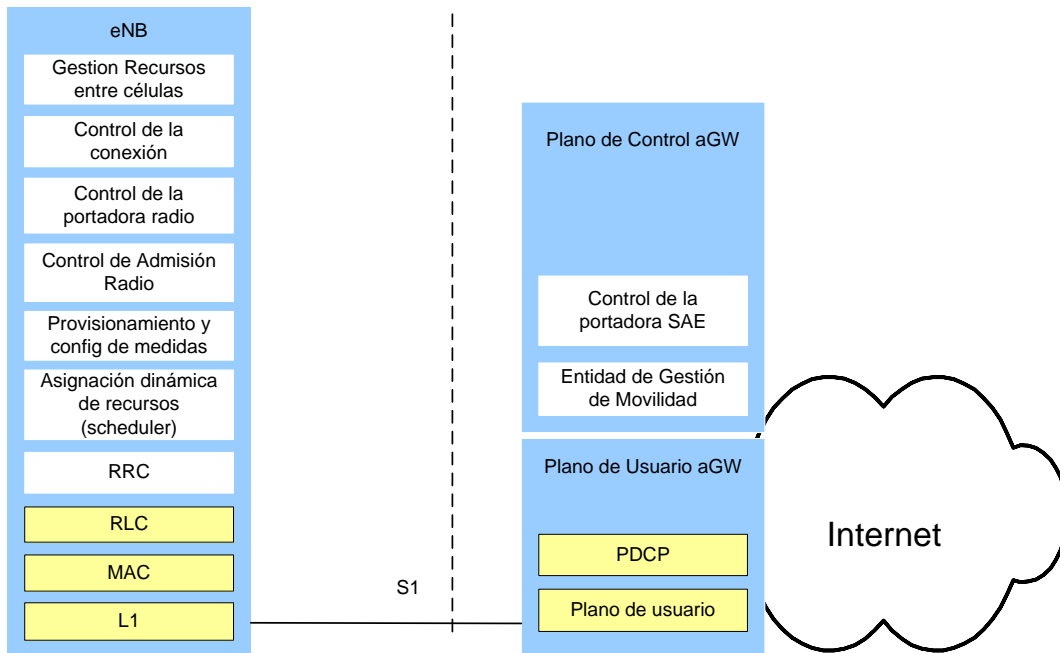 eNB
Gestion Recursos
entre células
Control de la
conexión
Control de la
portadora radio
Control de Admisión
Radio
Provisionamiento y
config de medidas
Asignación dinámica
de recursos
(scheduler)
RRC
RLC
MAC
L1
S1
Plano de Control aGW
Control de la
portadora SAE
Entidad de Gestión
de Movilidad
Plano de Usuario aGW
PDCP
Plano de usuario
Internet